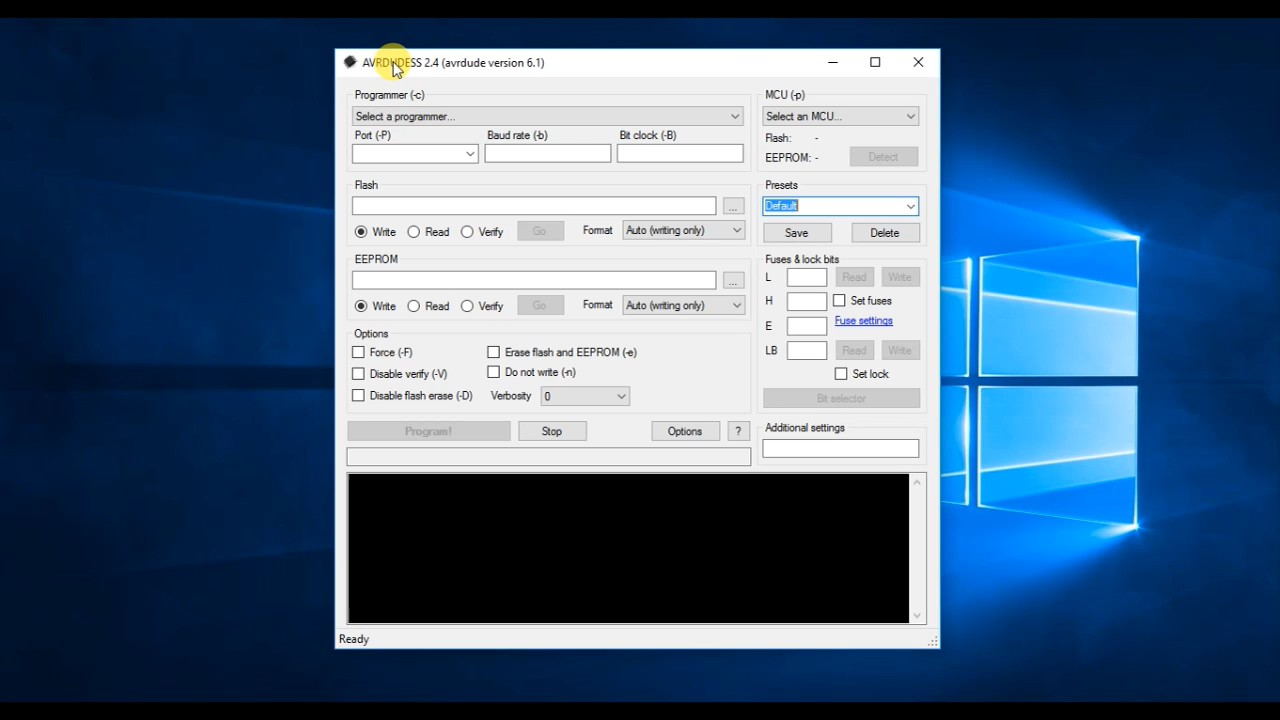 AVRDUDESS 2.4 (avrdude version 6.1)
Programmer (-c)
Select a programmer...
Port (-P)
Baud rate (-b)
Bit clock (-B)
MCU (-p)
Select an MCU...
Flash: -
EEPROM: -
Detect
Flash
...
Write
Read
Verify
Go
Format
Auto (writing only)
Presets
Default
Save
Delete
EEPROM
...
Write
Read
Verify
Go
Format
Auto (writing only)
Fuses & lock bits
L
Read
Write
H
Set fuses
E
Fuse settings
LB
Read
Write
Set lock
Bit selector
Options
Force (-F)
Erase flash and EEPROM (-e)
Disable verify (-V)
Do not write (-n)
Disable flash erase (-D)
Verbosity
0
Program!
Stop
Options
?
Additional settings
Ready